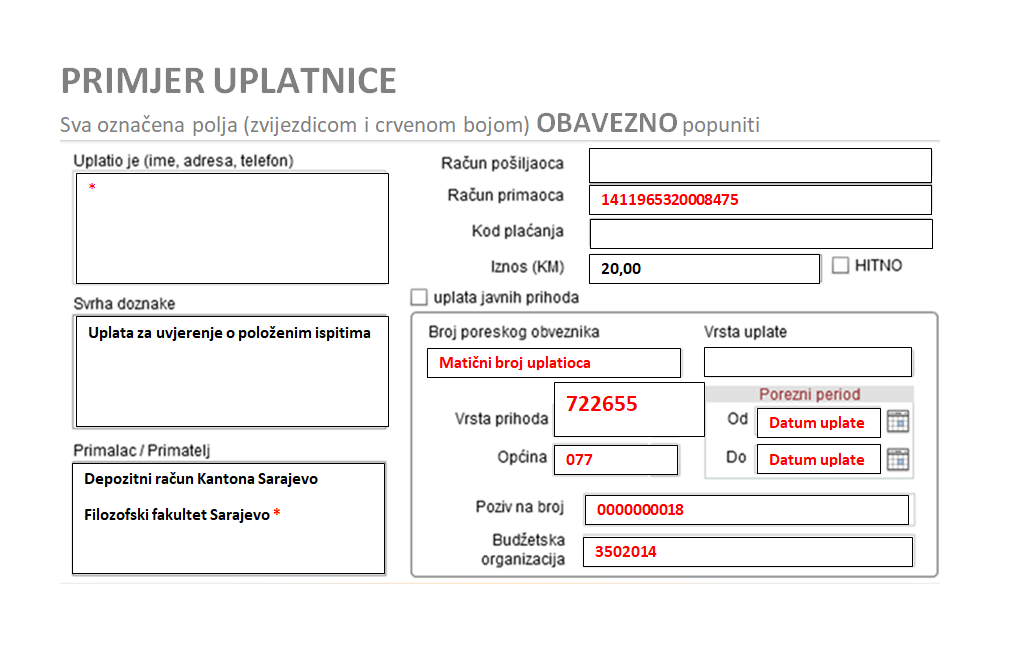 PRIMJER UPLATNICE
Sva označena polja (zvijezdicom i crvenom bojom) OBAVEZNO popuniti
Uplatio je (ime, adresa, telefon)
*
Svrha doznake
Uplata za uvjerenje o položenim ispitima
Primalac / Primatelj
Depozitni račun Kantona Sarajevo
Filozofski fakultet Sarajevo *
Račun pošiljaoca
Račun primaoca 1411965320008475
Kod plaćanja
Iznos (KM) 20,00 HITNO
uplata javnih prihoda
Broj poreskog obveznika
Matični broj uplatioca
Vrsta uplate
Vrsta prihoda 722655
Općina 077
Porezni period
Od Datum uplate
Do Datum uplate
Poziv na broj 0000000018
Budžetska
organizacija 3502014